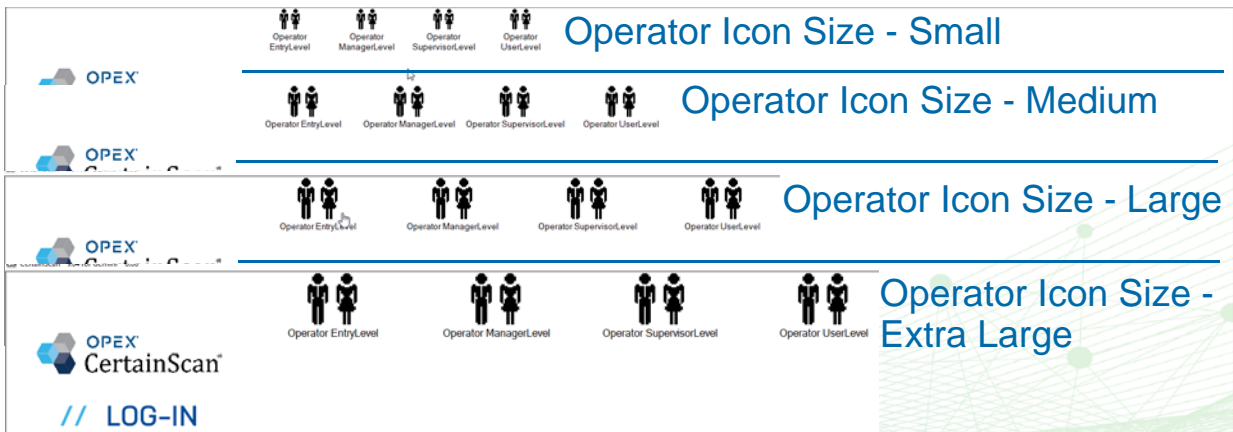 Operator EntryLevel
Operator ManagerLevel
Operator SupervisorLevel
Operator UserLevel
Operator Icon Size - Small
OPEX
Operator EntryLevel
Operator ManagerLevel
Operator SupervisorLevel
Operator UserLevel
Operator Icon Size - Medium
OPEX
Operator EntryLevel
Operator ManagerLevel
Operator SupervisorLevel
Operator UserLevel
Operator Icon Size - Large
OPEX
Operator EntryLevel
Operator ManagerLevel
Operator SupervisorLevel
Operator UserLevel
Operator Icon Size -
Extra Large
OPEX
CertainScan
// LOG-IN